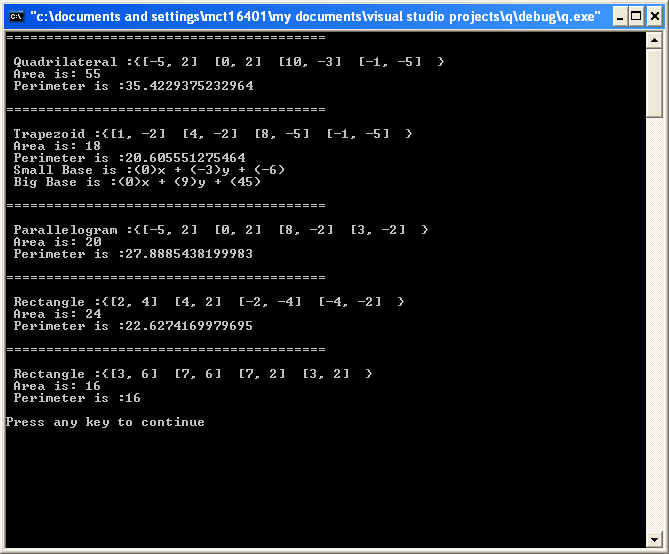 "c:\documents and settings\mct16401\my documents\visual studio projects\q\debug\q.exe"
========================================
Quadrilateral :{[-5, 2]  [0, 2]  [10, -3]  [-1, -5]  }
Area is: 55
Perimeter is :35.4229375232964
========================================
Trapezoid :{[1, -2]  [4, -2]  [8, -5]  [-1, -5]  }
Area is: 18
Perimeter is :20.605551275464
Small Base is :(0)x + (-3)y + (-6)
Big Base is :(0)x + (9)y + (45)
========================================
Parallelogram :{[-5, 2]  [0, 2]  [8, -2]  [3, -2]  }
Area is: 20
Perimeter is :27.8885438199983
========================================
Rectangle :{[2, 4]  [4, 2]  [-2, -4]  [-4, -2]  }
Area is: 24
Perimeter is :22.6274169979695
========================================
Rectangle :{[3, 6]  [7, 6]  [7, 2]  [3, 2]  }
Area is: 16
Perimeter is :16
Press any key to continue